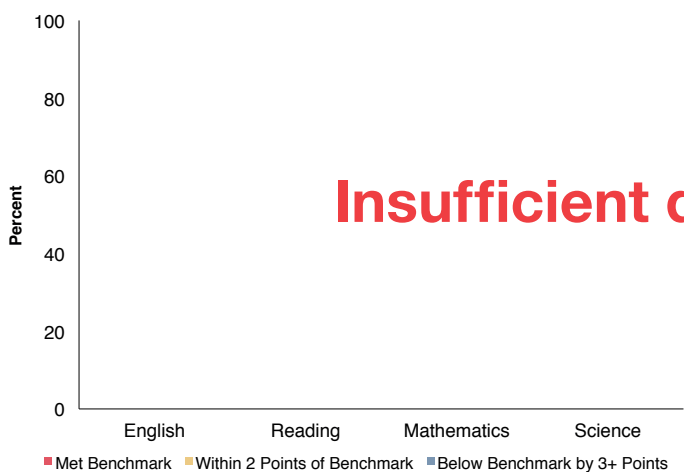 100
80
60
40
20
0
Percent
Insufficient
English Reading Mathematics Science
Met Benchmark Within 2 Points of Benchmark Below Benchmark by 3+ Points